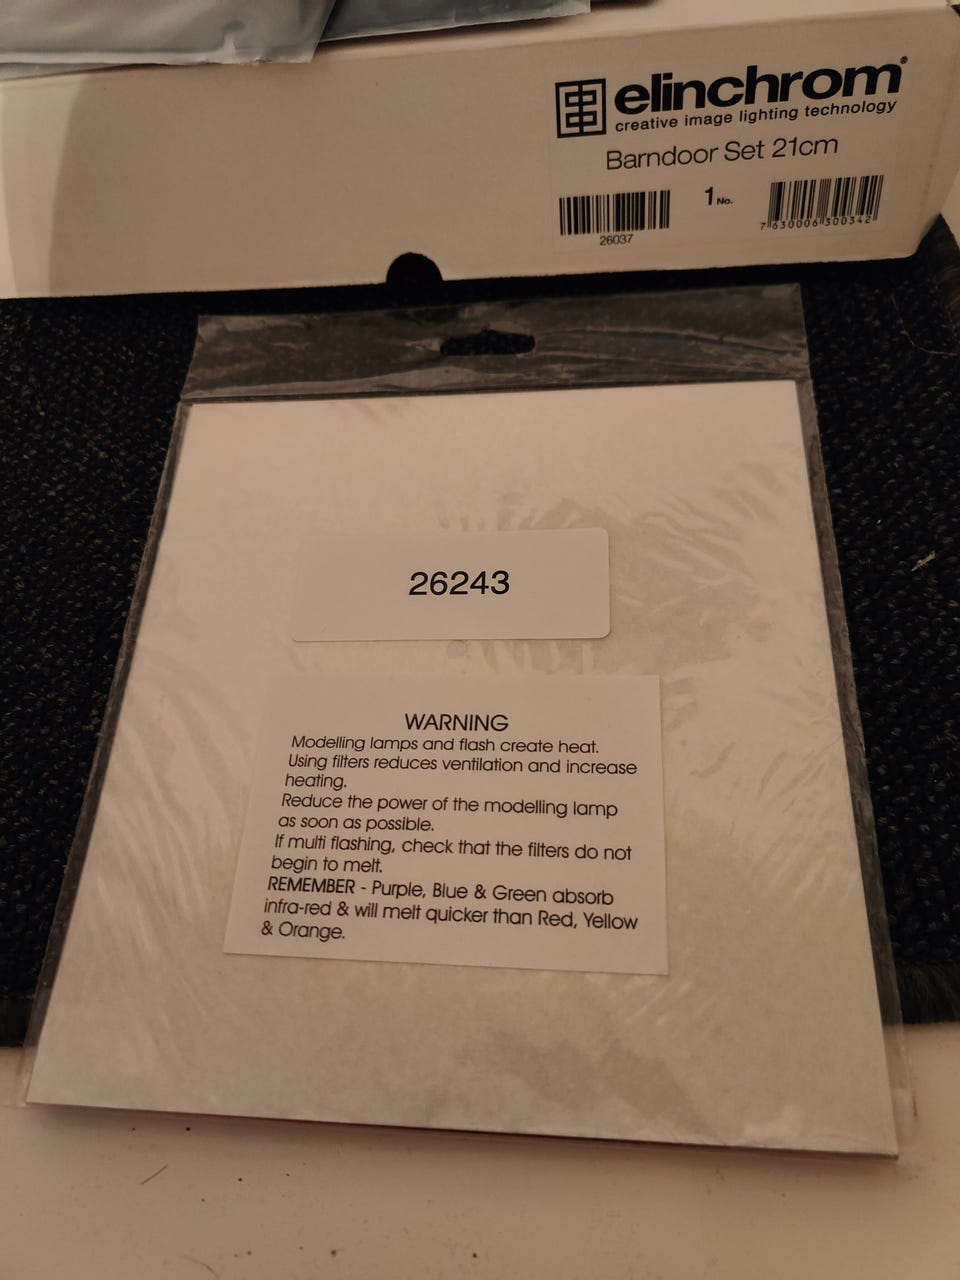 elinchrom®
creative image lighting technology
Barndoor Set 21cm
1 No.
26037
7 630006 300342
26243
WARNING
Modelling lamps and flash create heat.
Using filters reduces ventilation and increase
heating.
Reduce the power of the modelling lamp
as soon as possible.
If multi flashing, check that the filters do not
begin to melt.
REMEMBER - Purple, Blue & Green absorb
infra-red & will melt quicker than Red, Yellow
& Orange.